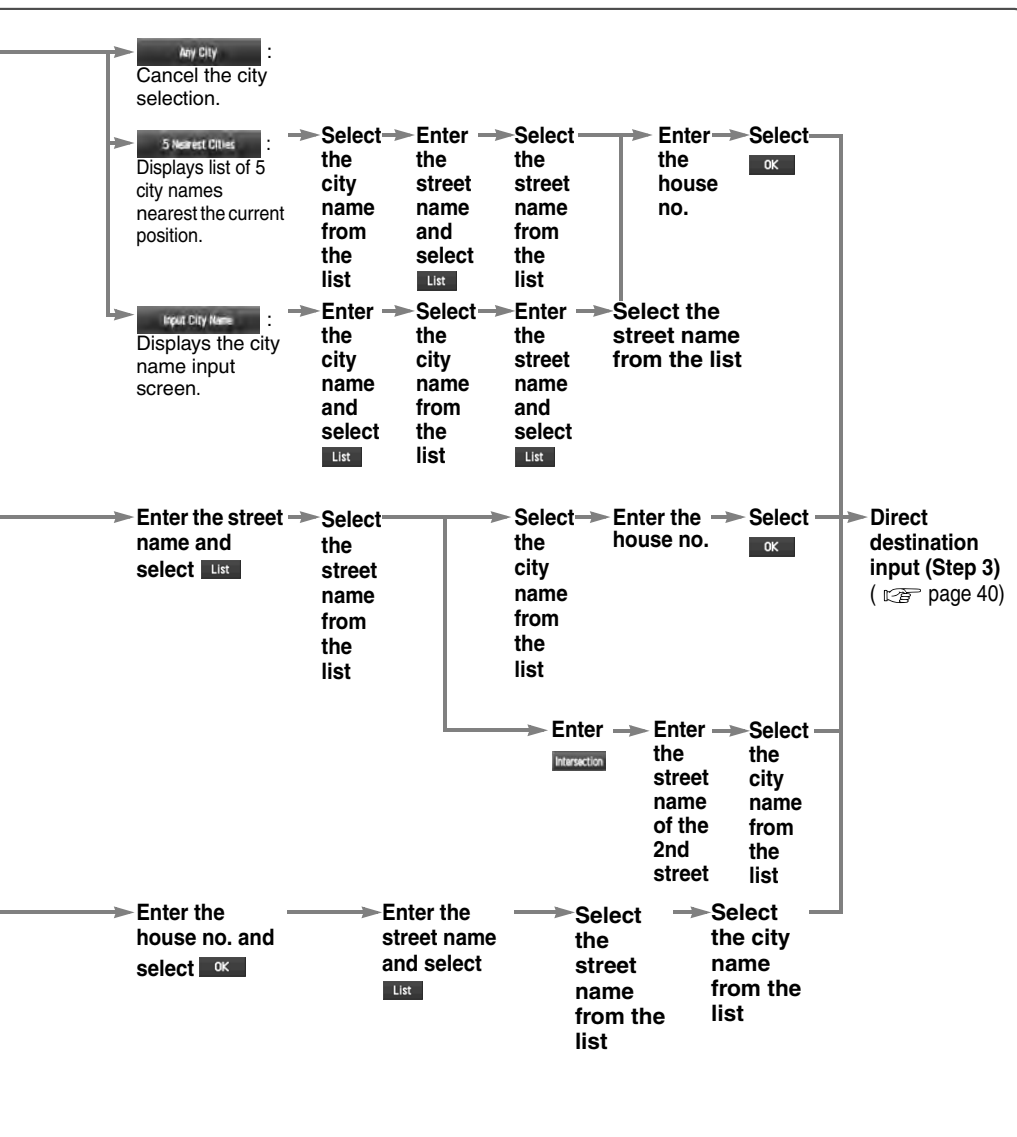 Any City :
Cancel the city
selection.
5 Nearest Cities :
Displays list of 5
city names
nearest the current
position.
Select
the
city
name
from
the
list
Enter
the
street
name
and
select
List
Select
the
street
name
from
the
list
Enter
the
house
no.
Select
OK
Input City Name :
Displays the city
name input
screen.
Enter
the
city
name
and
select
List
Select
the
city
name
from
the
list
Enter
the
street
name
and
select
List
Select the
street name
from the list
Enter the street
name and
select List
Select
the
street
name
from
the
list
Select
the
city
name
from
the
list
Enter the
house no.
Select
OK
Direct
destination
input (Step 3)
( page 40)
Enter
Intersection
Enter
the
street
name
of the
2nd
street
Select
the
city
name
from
the
list
Enter the
house no. and
select OK
Enter the
street name
and select
List
Select
the
street
name
from the
list
Select
the city
name
from the
list